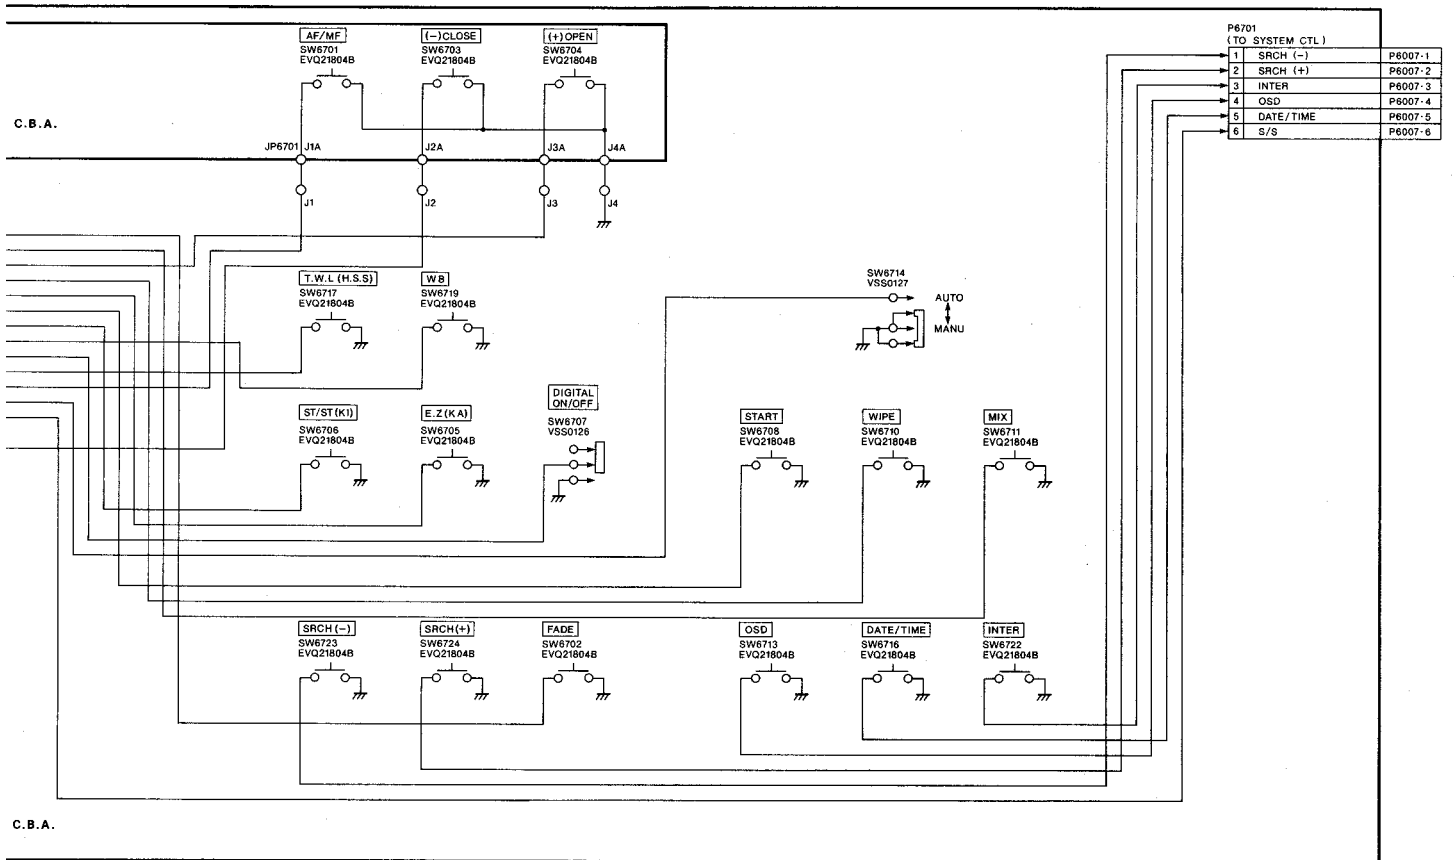 AF/MF
SW6701
EVQ21804B
(-)CLOSE
SW6703
EVQ21804B
(+)OPEN
SW6704
EVQ21804B
P6701
(TO SYSTEM CTL)
1 SRCH (-) P6007-1
2 SRCH (+) P6007-2
3 INTER P6007-3
4 OSD P6007-4
5 DATE/TIME P6007-5
6 S/S P6007-6
C.B.A.
JP6701 J1A J2A J3A J4A
J1 J2 J3 J4
T.W.L (H.S.S)
SW6717
EVQ21804B
WB
SW6719
EVQ21804B
SW6714
VSS0127
AUTO
MANU
ST/ST(KI)
SW6706
EVQ21804B
E.Z(KA)
SW6705
EVQ21804B
DIGITAL
ON/OFF
SW6707
VSS0126
START
SW6708
EVQ21804B
WIPE
SW6710
EVQ21804B
MIX
SW6711
EVQ21804B
SRCH(-)
SW6723
EVQ21804B
SRCH(+)
SW6724
EVQ21804B
FADE
SW6702
EVQ21804B
OSD
SW6713
EVQ21804B
DATE/TIME
SW6716
EVQ21804B
INTER
SW6722
EVQ21804B
C.B.A.